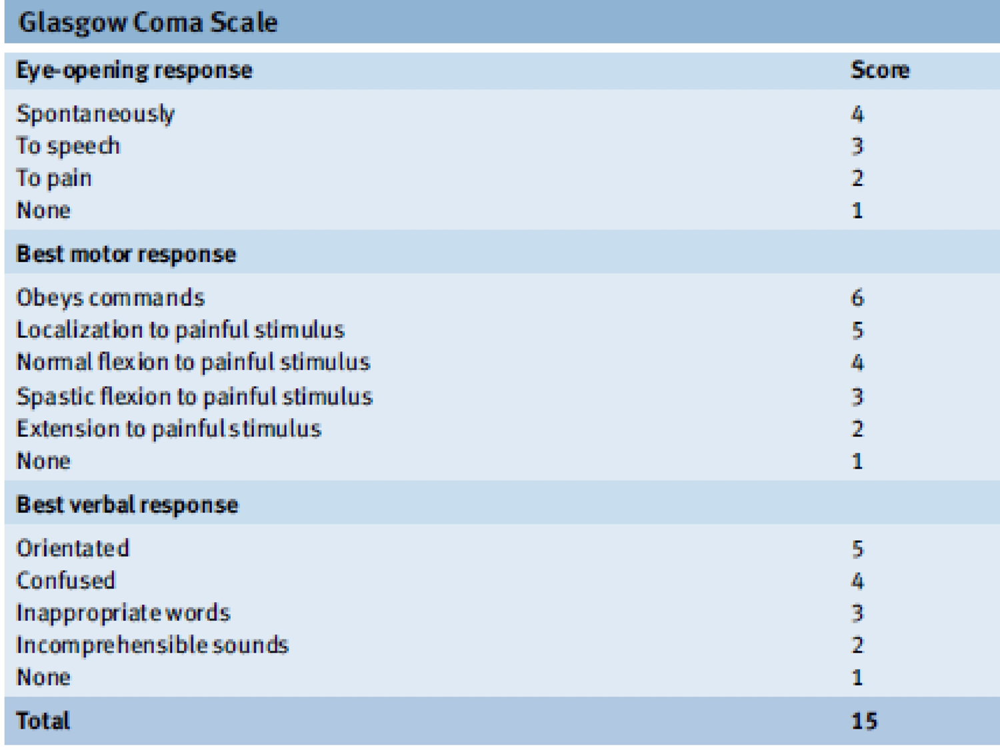 Glasgow Coma Scale
Eye-opening response Score
Spontaneously 4
To speech 3
To pain 2
None 1
Best motor response
Obeys commands 6
Localization to painful stimulus 5
Normal flexion to painful stimulus 4
Spastic flexion to painful stimulus 3
Extension to painful stimulus 2
None 1
Best verbal response
Orientated 5
Confused 4
Inappropriate words 3
Incomprehensible sounds 2
None 1
Total 15